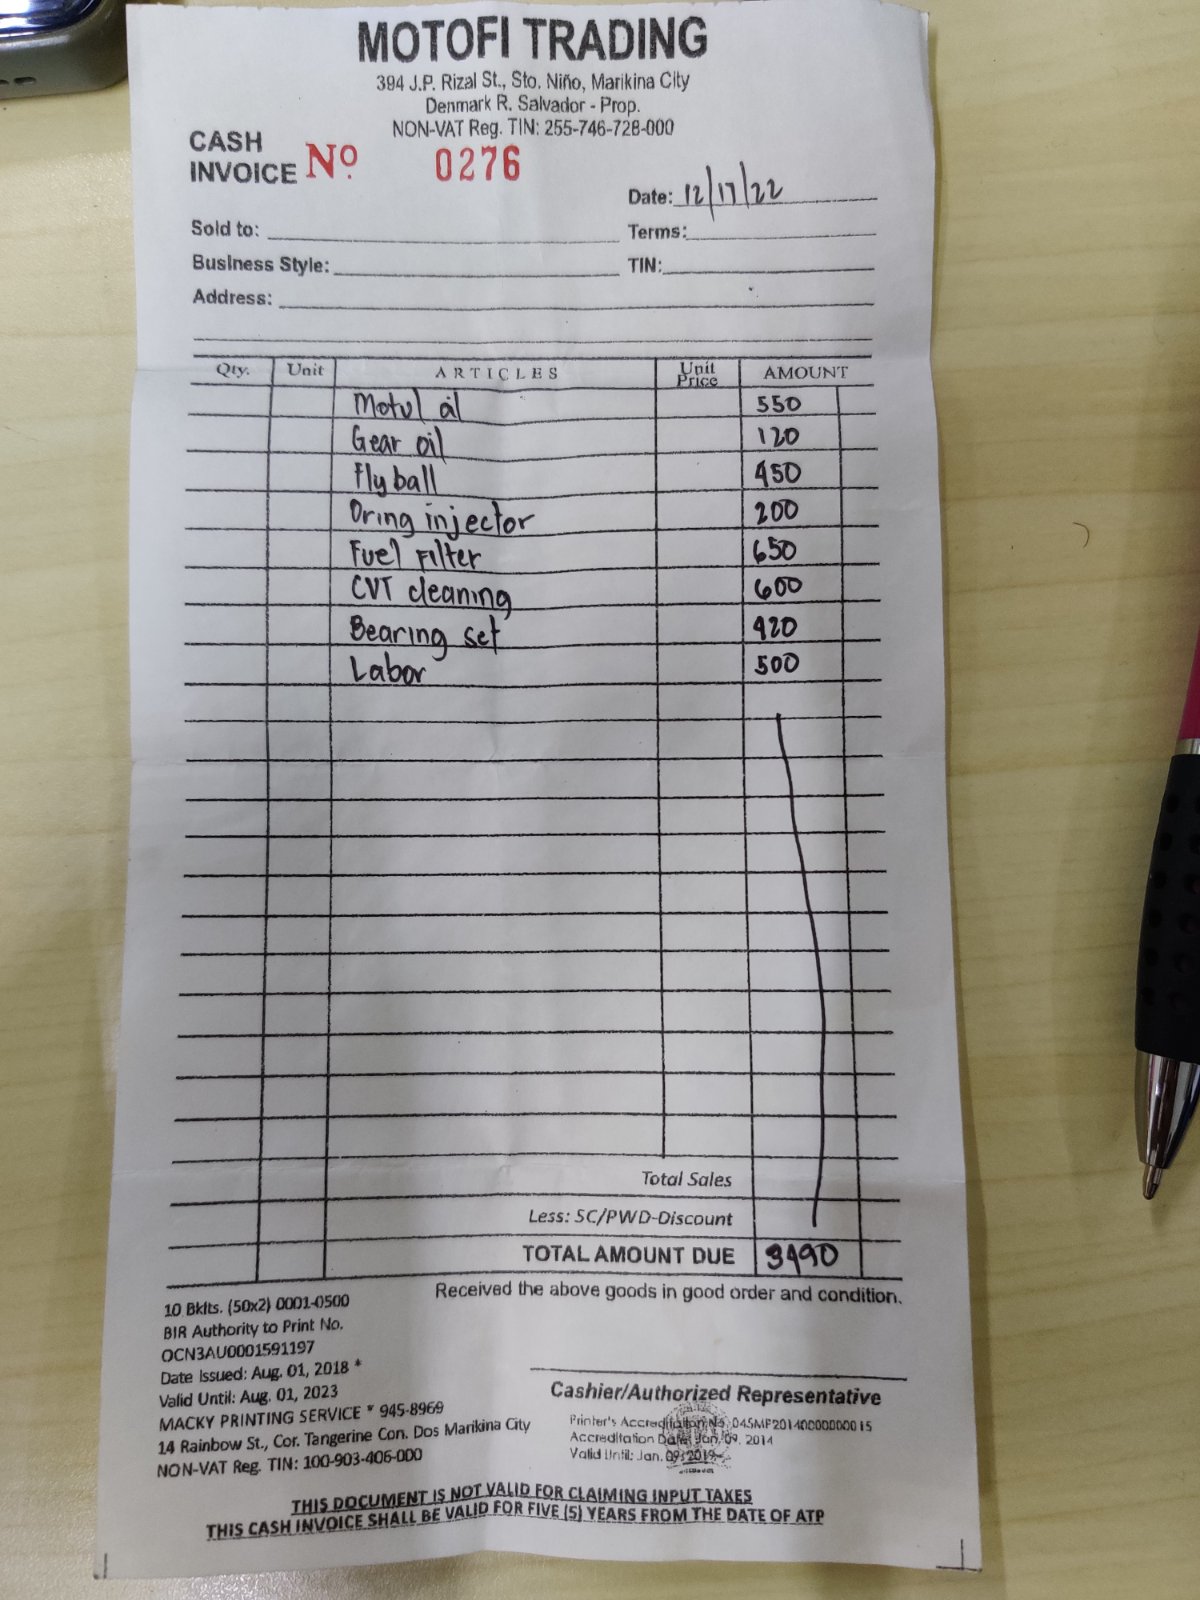 MOTOFI TRADING
394 J.P. Rizal St., Sto. Niño, Marikina City
Denmark R. Salvador - Prop.
NON-VAT Reg. TIN: 255-746-728-000
CASH INVOICE Nº. 0276
Date: 12/17/22
Sold to: Terms:
Business Style: TIN:
Address:
Qty. Unit ARTICLES Unit Price AMOUNT
Motul oil 550
Gear oil 120
Flyball 450
Oring injector 200
Fuel Filter 650
CVT cleaning 600
Bearing set 420
Labor 500
Total Sales
Less: SC/PWD-Discount
TOTAL AMOUNT DUE 3490
Received the above goods in good order and condition.
10 Bklts. (50x2) 0001-0500
BIR Authority to Print No.
OCN3AU0001591197
Date Issued: Aug. 01, 2018 *
Valid Until: Aug. 01, 2023
MACKY PRINTING SERVICE * 945-8969
14 Rainbow St., Cor. Tangerine Con. Dos Marikina City
NON-VAT Reg. TIN: 100-903-406-000
Cashier/Authorized Representative
Printer's Accreditation No. 045MP20140000000015
Accreditation Date: Jan. 09, 2014
Valid Until: Jan. 09, 2019
THIS DOCUMENT IS NOT VALID FOR CLAIMING INPUT TAXES
THIS CASH INVOICE SHALL BE VALID FOR FIVE (5) YEARS FROM THE DATE OF ATP